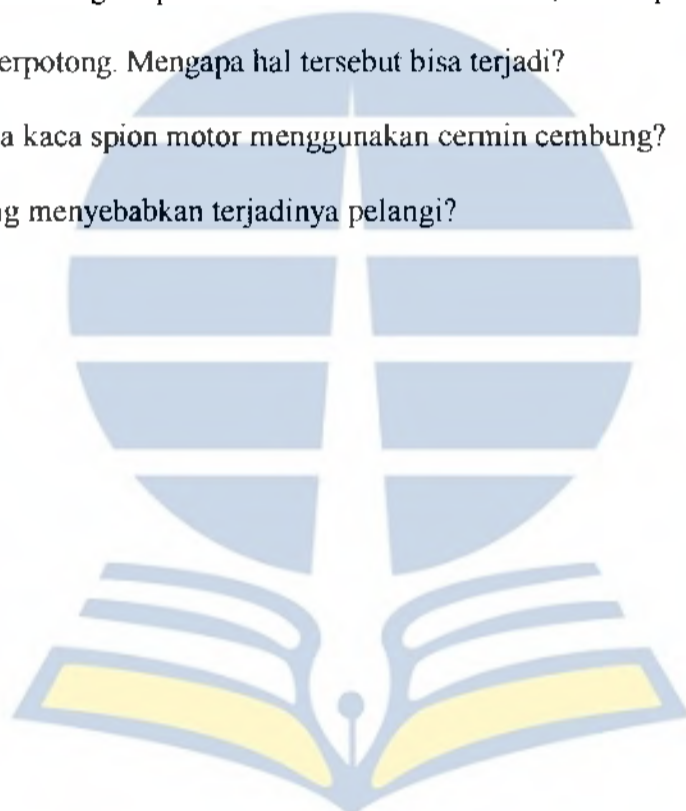 erpotong. Mengapa hal tersebut bisa terjadi?
a kaca spion motor menggunakan cermin cembung?
g menyebabkan terjadinya pelangi?